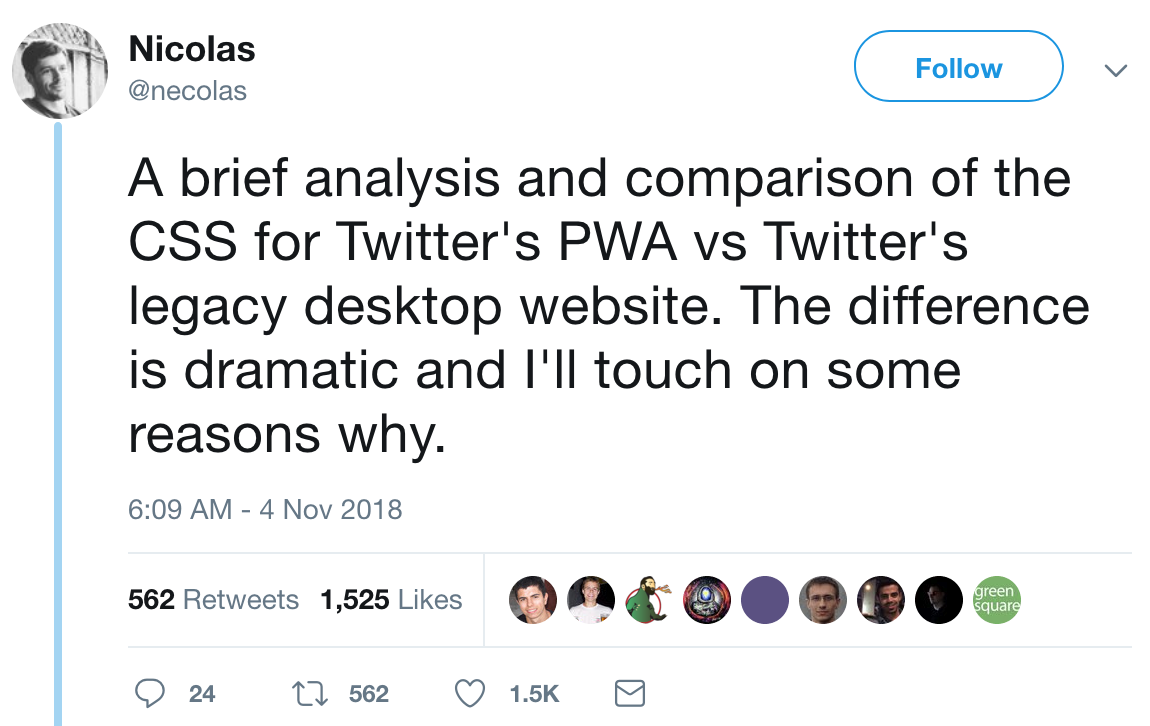 Nicolas
@necolas
Follow
A brief analysis and comparison of the
CSS for Twitter's PWA vs Twitter's
legacy desktop website. The difference
is dramatic and I'll touch on some
reasons why.
6:09 AM - 4 Nov 2018
562 Retweets 1,525 Likes
green
square
24 562 1.5K